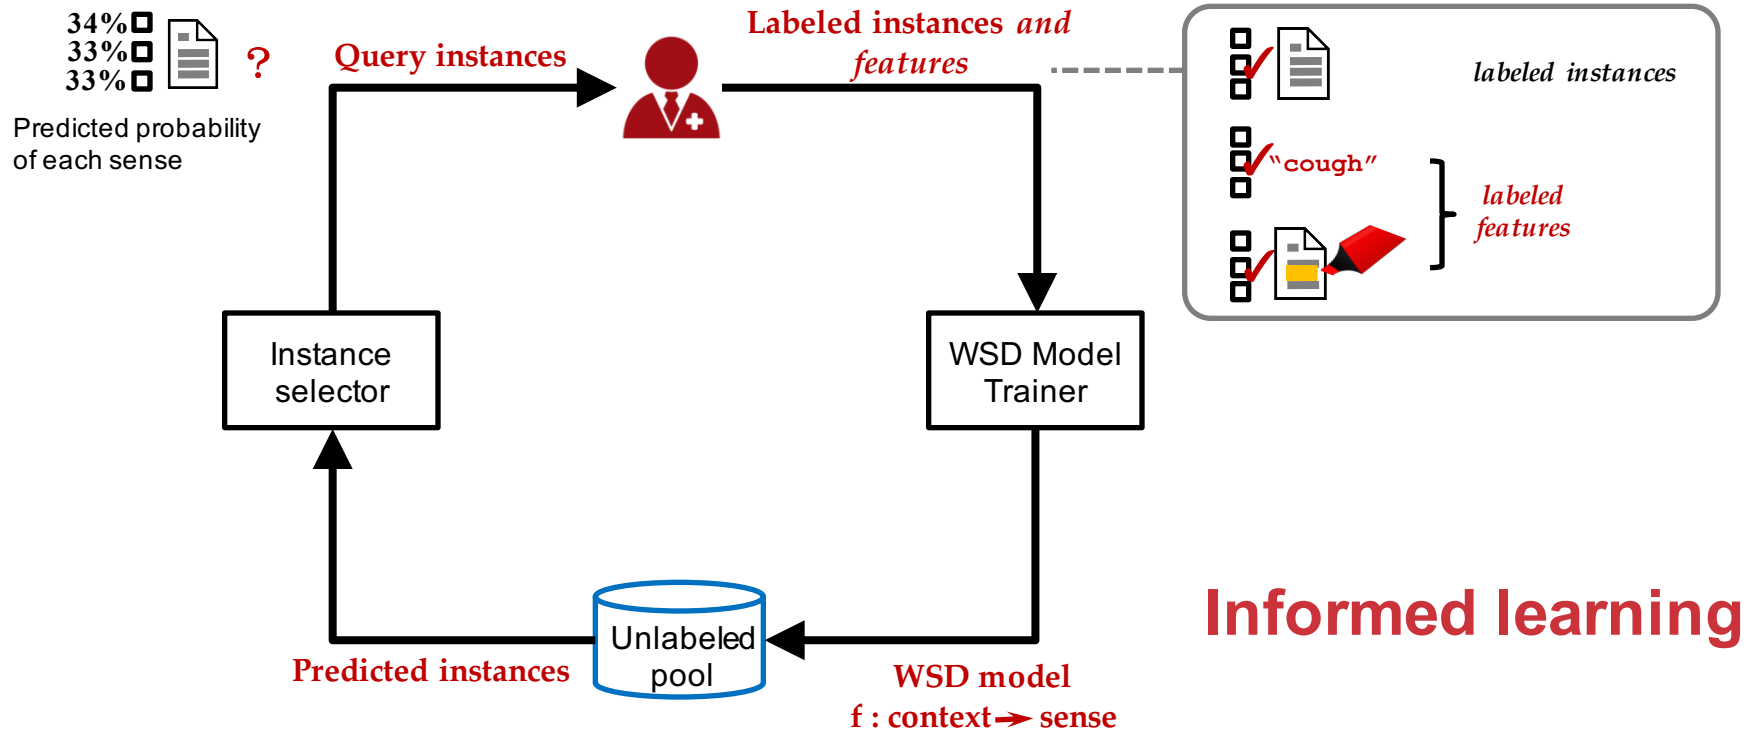 34%
33%
33%
?
Predicted probability
of each sense
Query instances
Labeled instances and
features
labeled instances
“cough”
labeled
features
Instance
selector
WSD Model
Trainer
Unlabeled
pool
Predicted instances
WSD model
f : context → sense
Informed learning